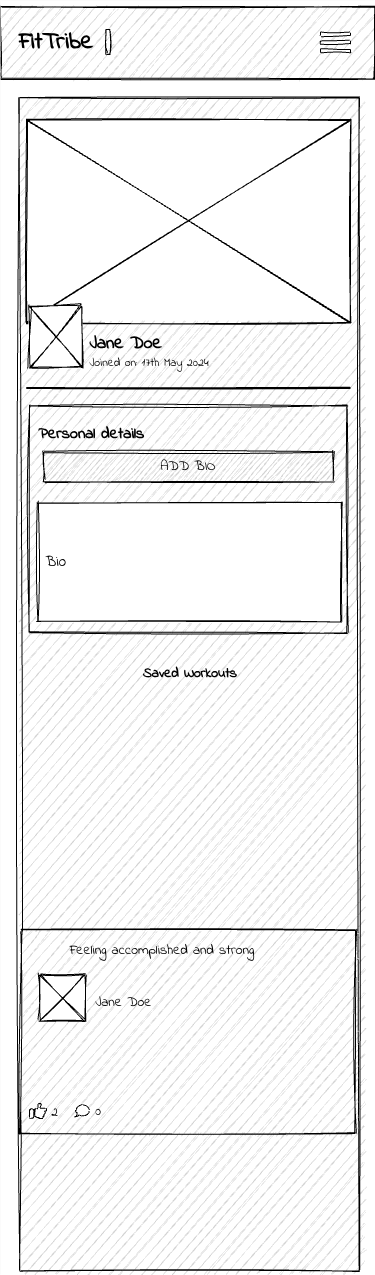 FitTribe
Jane Doe
Joined on 17th May 2024
Personal details
ADD Bio
Bio
Saved workouts
Feeling accomplished and strong
Jane Doe
2 0